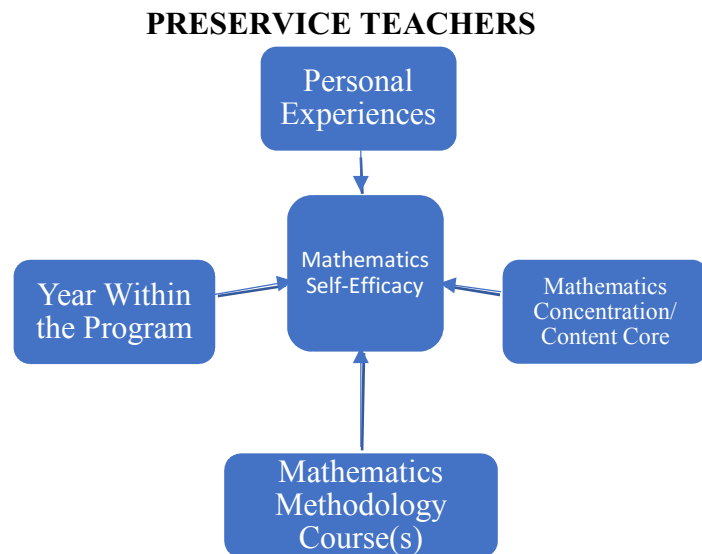 PRESERVICE TEACHERS
Personal
Experiences
Mathematics
Self-Efficacy
Year Within
the Program
Mathematics
Concentration/
Content Core
Mathematics
Methodology
Course(s)